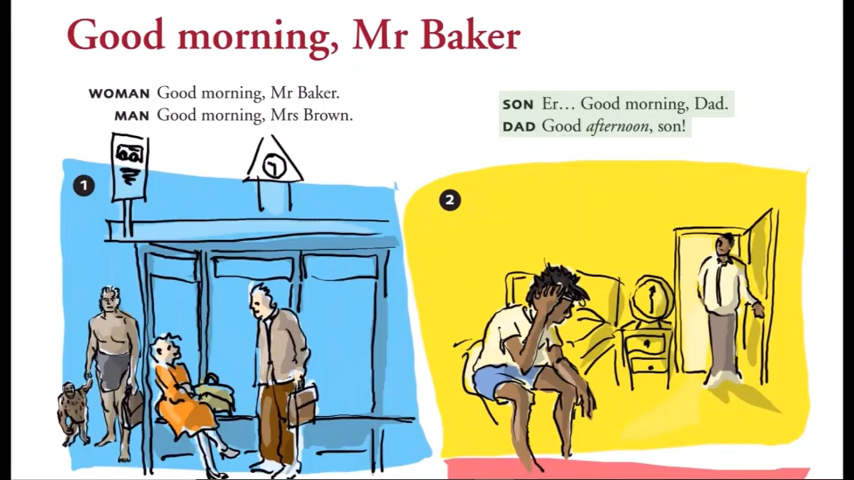 Good morning, Mr Baker
WOMAN Good morning, Mr Baker.
MAN Good morning, Mrs Brown.
SON Er… Good morning, Dad.
DAD Good afternoon, son!
1
2